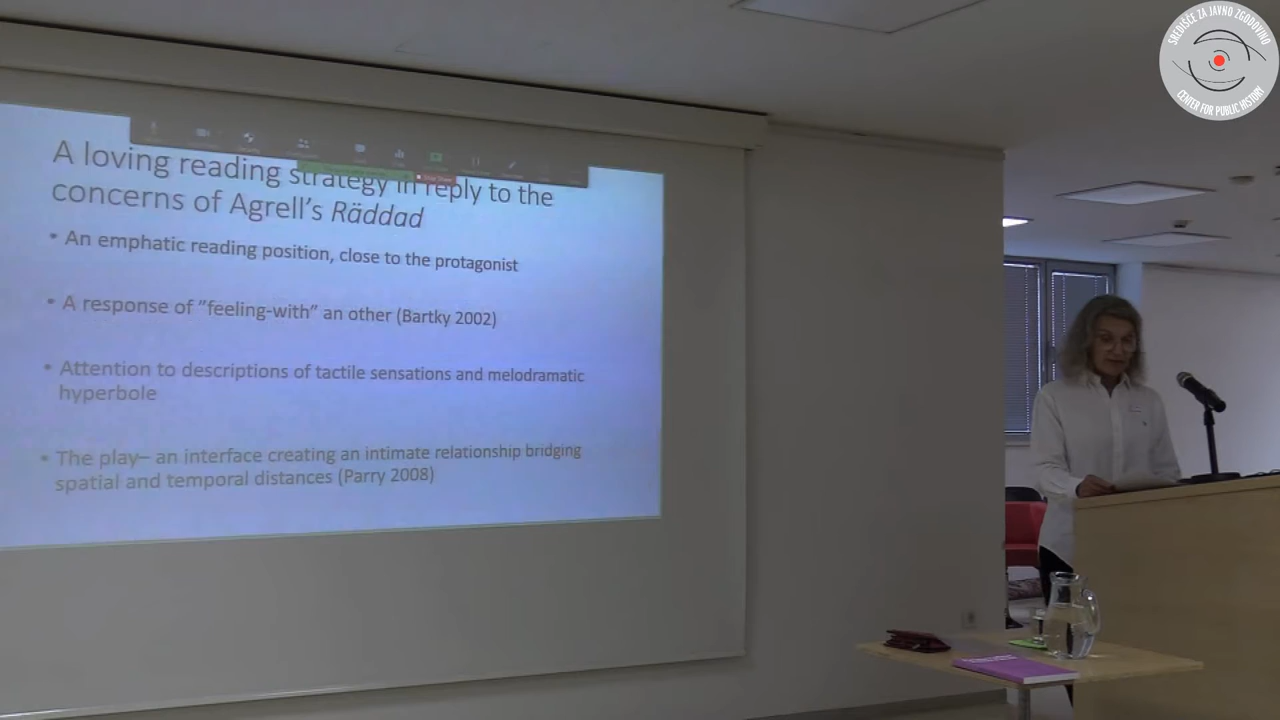 A loving reading strategy in reply to the
concerns of Agrell's Räddad
• An emphatic reading position, close to the protagonist
• A response of "feeling-with" an other (Bartky 2002)
• Attention to descriptions of tactile sensations and melodramatic
hyperbole
• The play– an interface creating an intimate relationship bridging
spatial and temporal distances (Parry 2008)
SREDIŠČE ZA JAVNO ZGODOVINO
CENTER FOR PUBLIC HISTORY